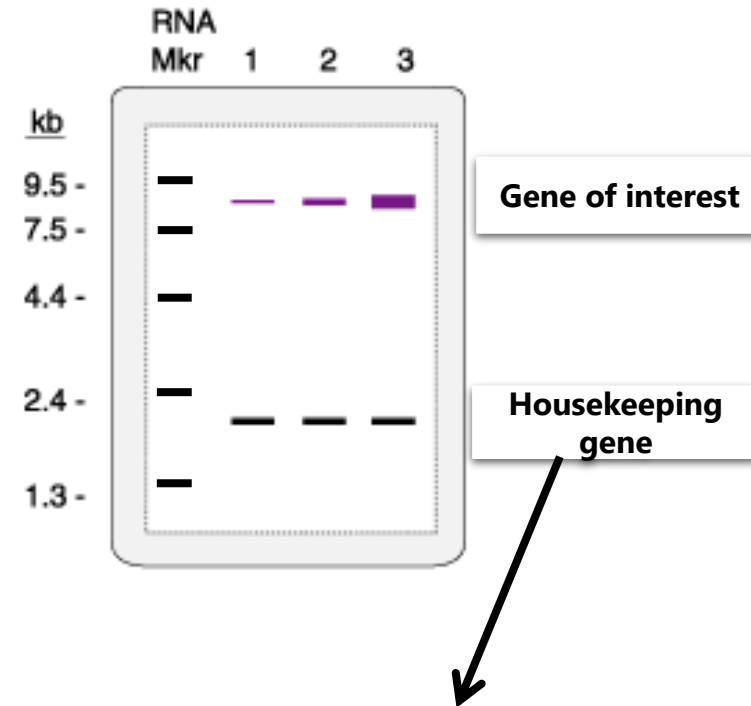 RNA
Mkr 1 2 3
kb
9.5 -
Gene of interest
7.5 -
4.4 -
2.4 -
Housekeeping
gene
1.3 -